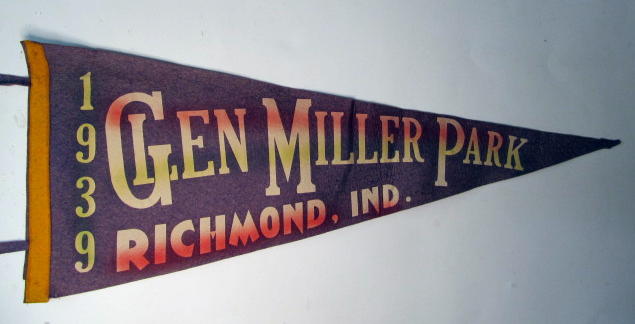 1939
GLEN MILLER PARK
RICHMOND, IND.